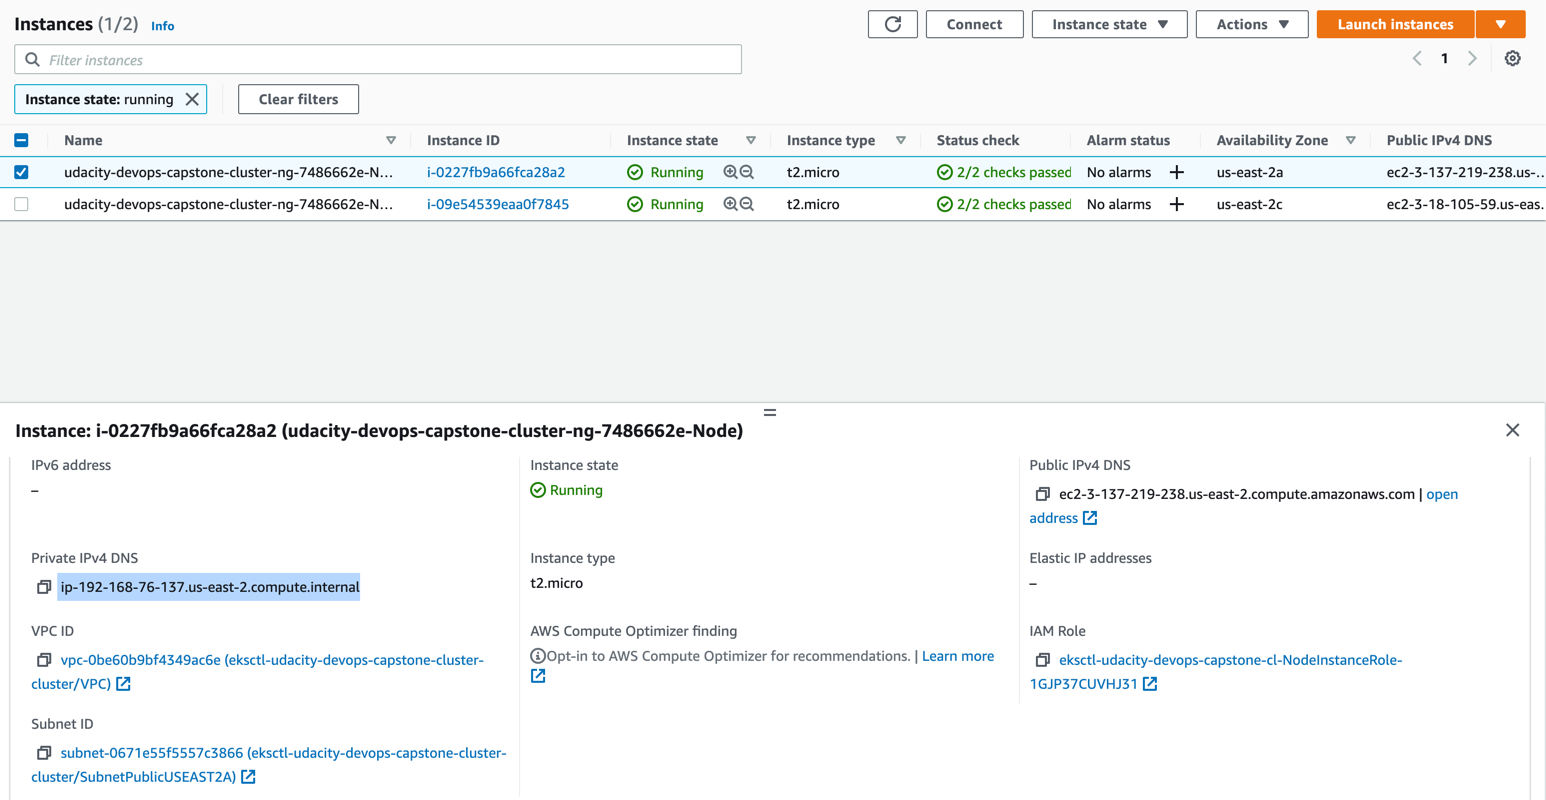 Instances (1/2) Info
Connect
Instance state
Actions
Launch instances
Filter instances
1
Instance state: running
Clear filters
Name Instance ID Instance state Instance type Status check Alarm status Availability Zone Public IPv4 DNS
udacity-devops-capstone-cluster-ng-7486662e-N... i-0227fb9a66fca28a2 Running t2.micro 2/2 checks passed No alarms us-east-2a ec2-3-137-219-238.us-...
udacity-devops-capstone-cluster-ng-7486662e-N... i-09e54539eaa0f7845 Running t2.micro 2/2 checks passed No alarms us-east-2c ec2-3-18-105-59.us-eas.
Instance: i-0227fb9a66fca28a2 (udacity-devops-capstone-cluster-ng-7486662e-Node)
IPv6 address
–
Instance state
Running
Public IPv4 DNS
ec2-3-137-219-238.us-east-2.compute.amazonaws.com | open
address
Private IPv4 DNS
ip-192-168-76-137.us-east-2.compute.internal
Instance type
t2.micro
Elastic IP addresses
–
VPC ID
vpc-0be60b9bf4349ac6e (eksctl-udacity-devops-capstone-cluster-
cluster/VPC)
AWS Compute Optimizer finding
Opt-in to AWS Compute Optimizer for recommendations. | Learn more
IAM Role
eksctl-udacity-devops-capstone-cl-NodeInstanceRole-
1GJP37CUVHJ31
Subnet ID
subnet-0671e55f5557c3866 (eksctl-udacity-devops-capstone-cluster-
cluster/SubnetPublicUSEAST2A)